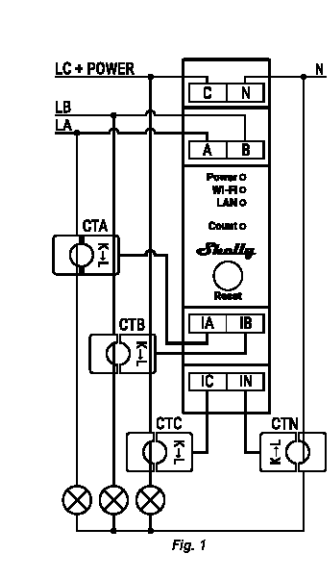 LC + POWER N
C N
LB
LA
A B
Power
Wi-Fi
LAN
Count
Shelly
Reset
CTA
K→L
CTB
K→L
IA IB
IC IN
CTC
K→L
CTN
K→L
Fig. 1